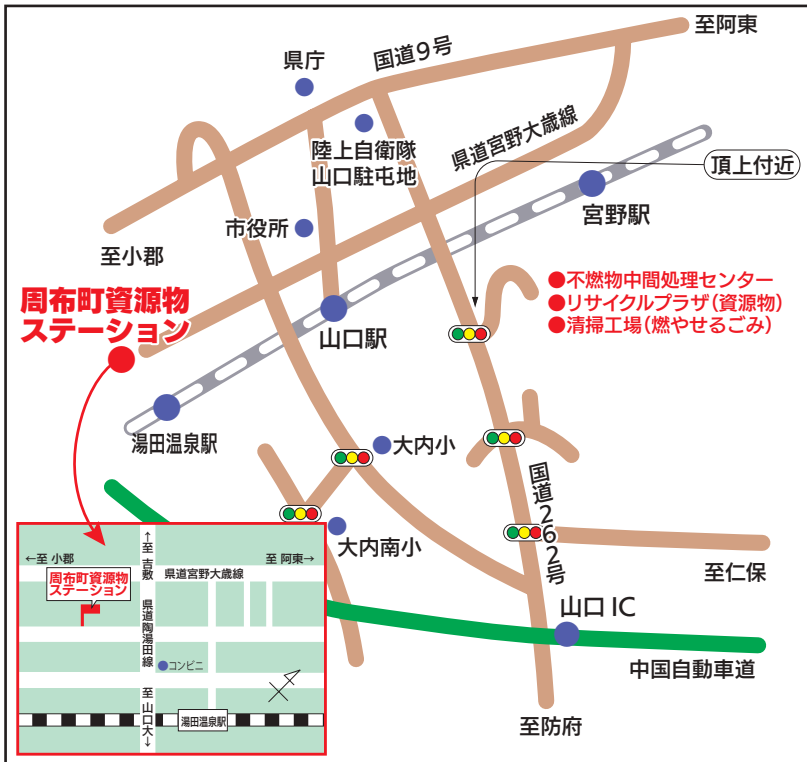 至阿東
国道9号
県庁
陸上自衛隊
山口駐屯地
県道宮野大歳線
頂上付近
宮野駅
市役所
至小郡
周布町資源物
ステーション
●不燃物中間処理センター
●リサイクルプラザ(資源物)
●清掃工場(燃やせるごみ)
山口駅
湯田温泉駅
大内小
国道262号
大内南小
至仁保
山口 IC
中国自動車道
至防府
←至 小郡
↑至 吉敷
至 阿東→
県道宮野大歳線
周布町資源物
ステーション
県道陶湯田線
コンビニ
至 山口大↓
湯田温泉駅